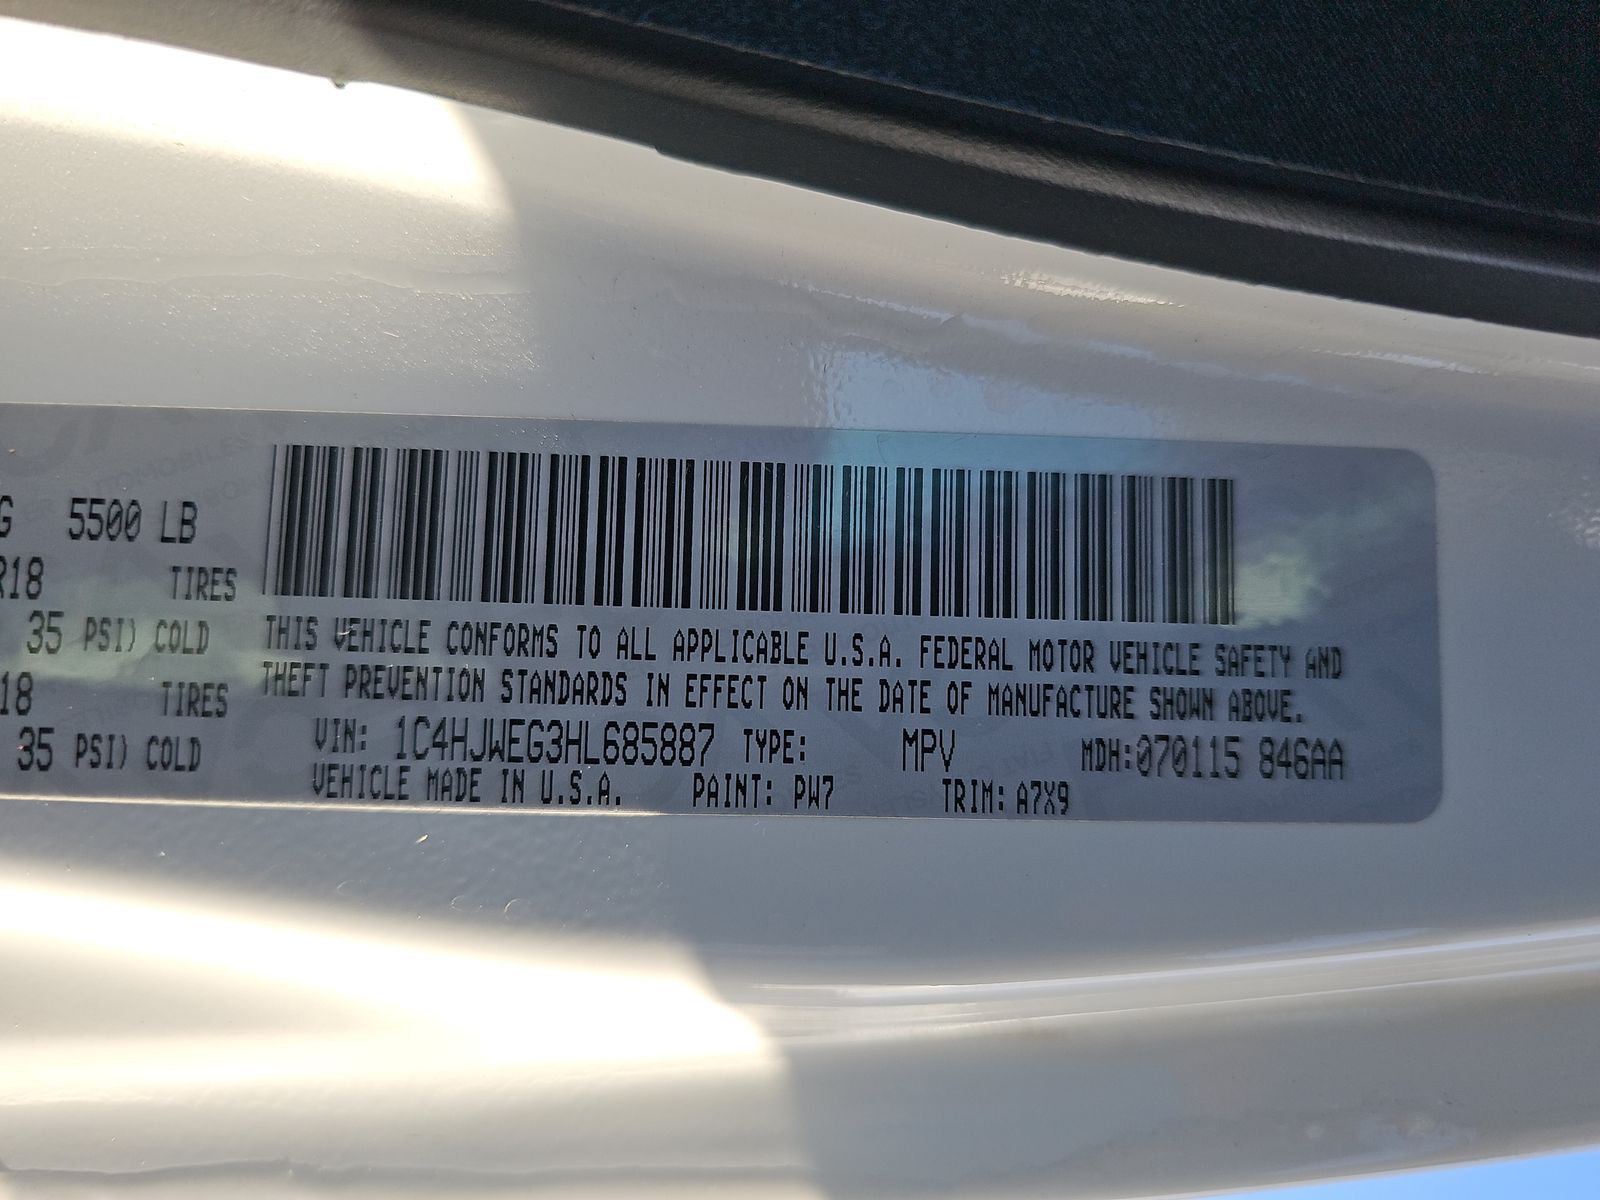 G 5500 LB
R18 TIRES
35 PSI) COLD
18 TIRES
35 PSI) COLD
THIS VEHICLE CONFORMS TO ALL APPLICABLE U.S.A. FEDERAL MOTOR VEHICLE SAFETY AND
THEFT PREVENTION STANDARDS IN EFFECT ON THE DATE OF MANUFACTURE SHOWN ABOVE.
VIN: 1C4HJWEG3HL685887 TYPE: MPV MDH:070115 846AA
VEHICLE MADE IN U.S.A. PAINT: PW7 TRIM: A7X9